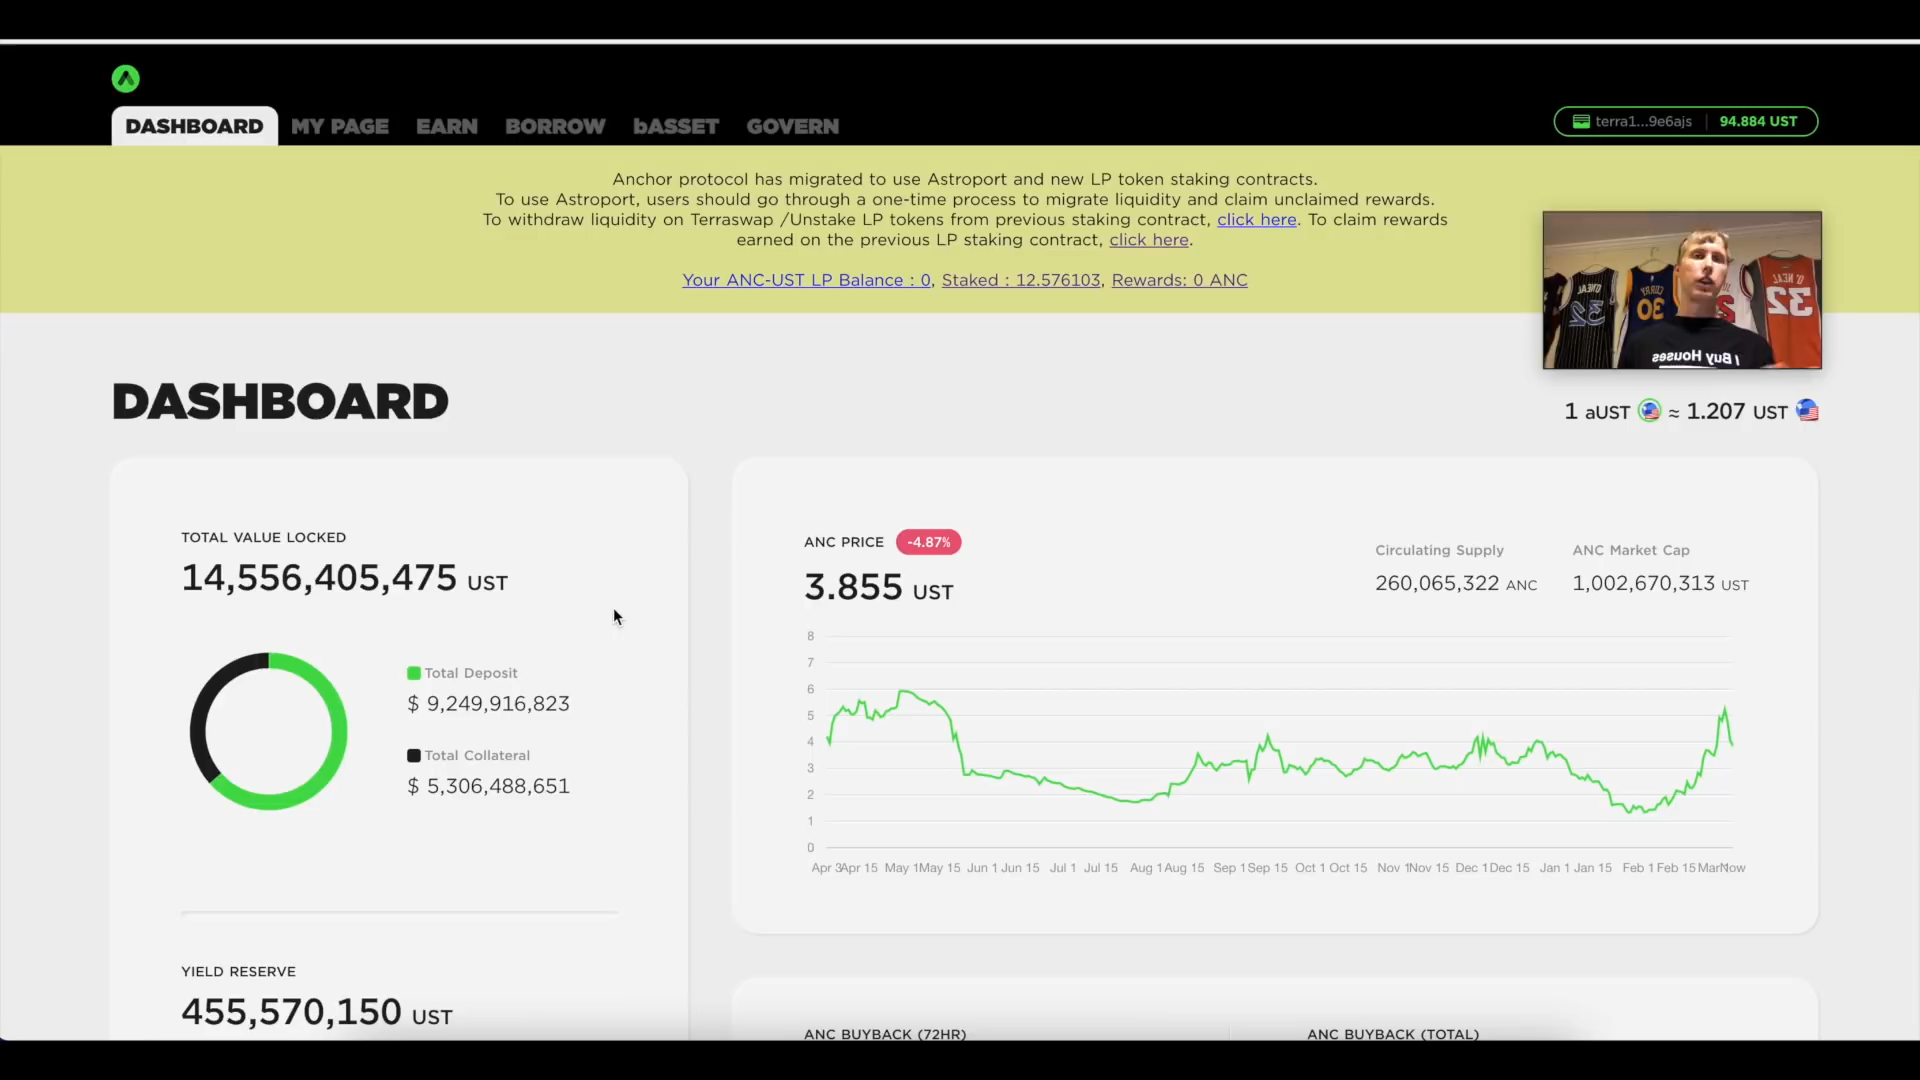 DASHBOARD MY PAGE EARN BORROW bASSET GOVERN
terra1...9e6ajs 94.884 UST
Anchor protocol has migrated to use Astroport and new LP token staking contracts.
To use Astroport, users should go through a one-time process to migrate liquidity and claim unclaimed rewards.
To withdraw liquidity on Terraswap /Unstake LP tokens from previous staking contract, click here. To claim rewards
earned on the previous LP staking contract, click here.
Your ANC-UST LP Balance : 0, Staked : 12.576103, Rewards: 0 ANC
O'NEAL
32
CURRY
30
O'NEAL
32
I Buy Houses
DASHBOARD
1 aUST ≈ 1.207 UST
TOTAL VALUE LOCKED
14,556,405,475 UST
Total Deposit
$ 9,249,916,823
Total Collateral
$ 5,306,488,651
YIELD RESERVE
455,570,150 UST
ANC PRICE -4.87%
3.855 UST
Circulating Supply
260,065,322 ANC
ANC Market Cap
1,002,670,313 UST
8
7
6
5
4
3
2
1
0
Apr 3 Apr 15 May 1 May 15 Jun 1 Jun 15 Jul 1 Jul 15 Aug 1 Aug 15 Sep 1 Sep 15 Oct 1 Oct 15 Nov 1 Nov 15 Dec 1 Dec 15 Jan 1 Jan 15 Feb 1 Feb 15 Mar Now
ANC BUYBACK (72HR)
ANC BUYBACK (TOTAL)